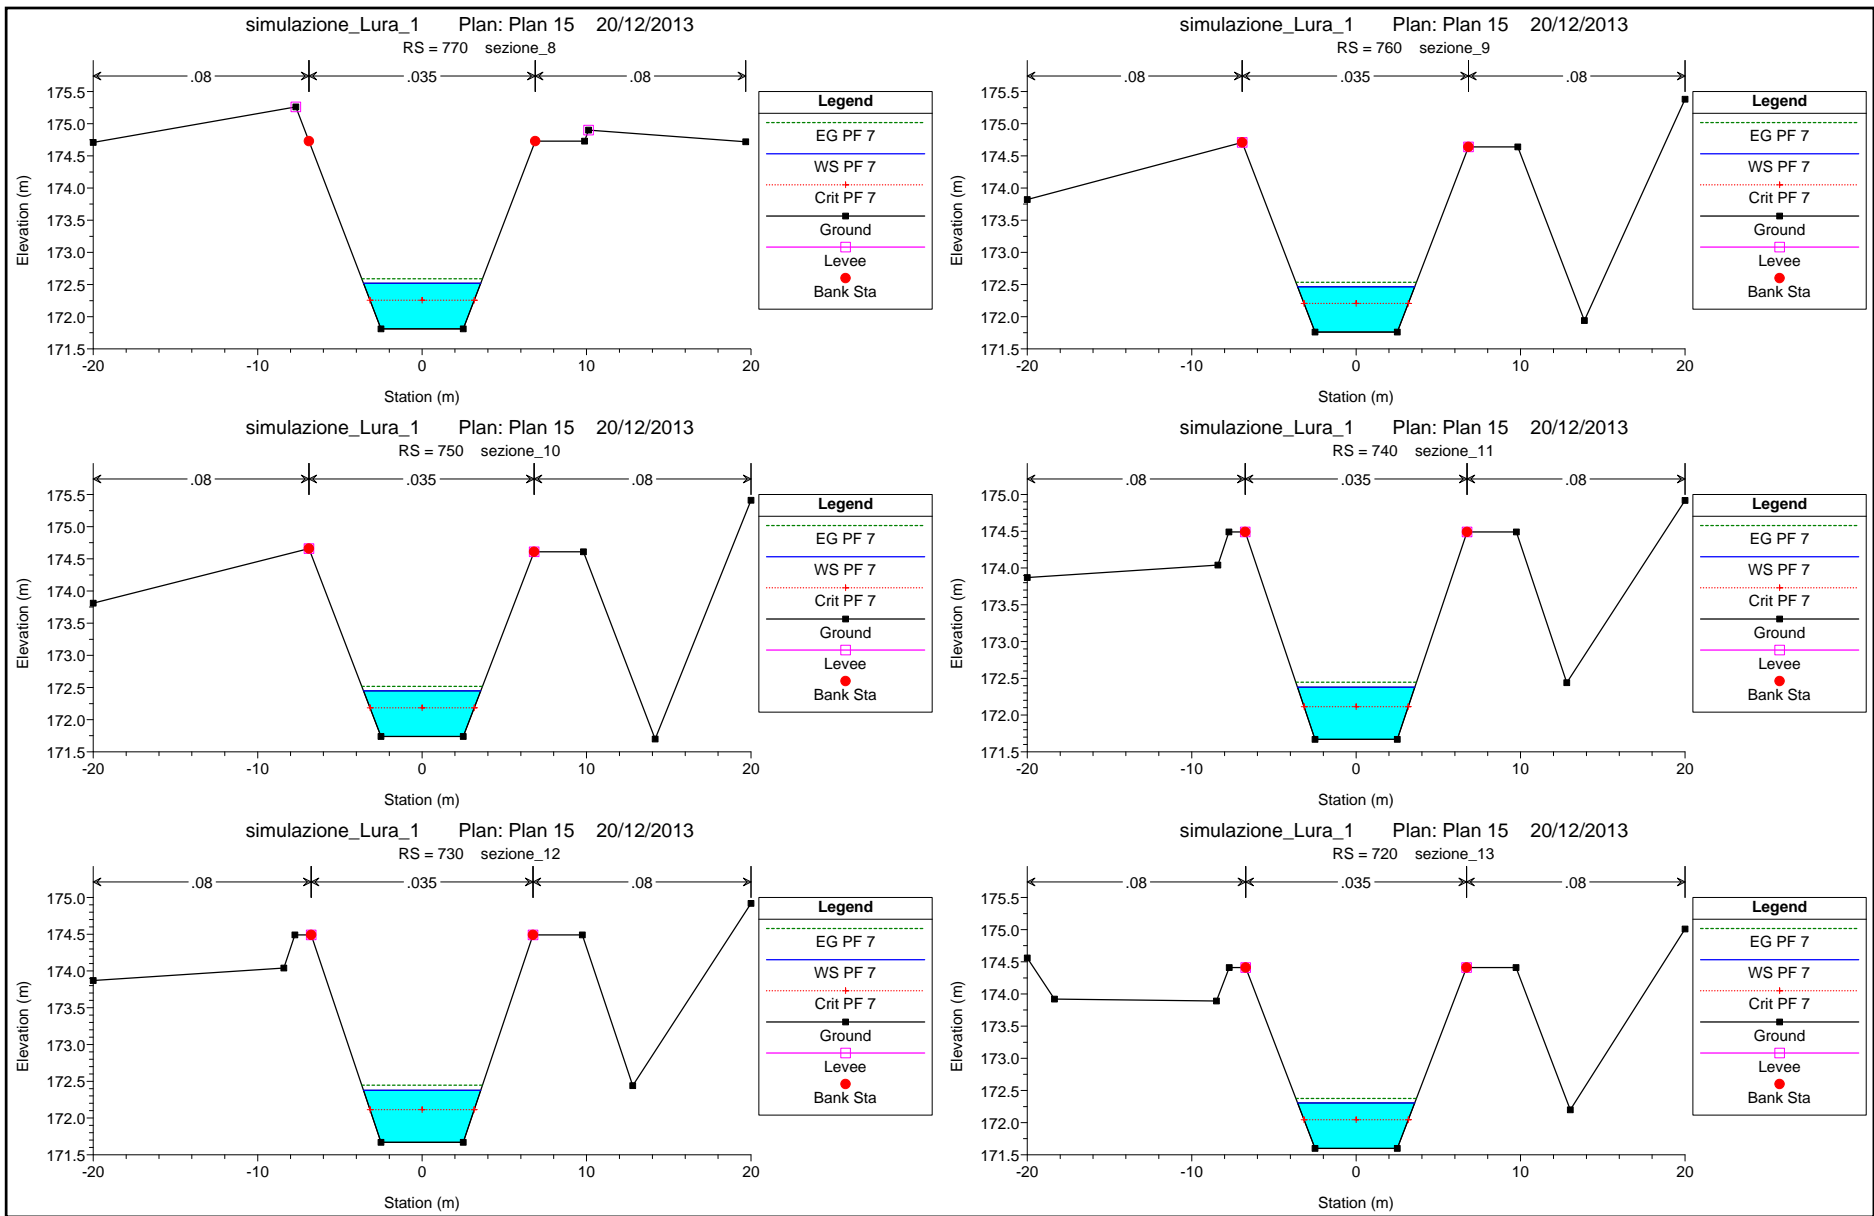 simulazione_Lura_1 Plan: Plan 15 20/12/2013
RS = 770 sezione_8
.08 .035 .08
175.5
175.0
174.5
174.0
173.5
173.0
172.5
172.0
171.5
Elevation (m)
-20 -10 0 10 20
Station (m)
Legend
EG PF 7
WS PF 7
Crit PF 7
Ground
Levee
Bank Sta
simulazione_Lura_1 Plan: Plan 15 20/12/2013
RS = 760 sezione_9
.08 .035 .08
175.5
175.0
174.5
174.0
173.5
173.0
172.5
172.0
171.5
Elevation (m)
-20 -10 0 10 20
Station (m)
Legend
EG PF 7
WS PF 7
Crit PF 7
Ground
Levee
Bank Sta
simulazione_Lura_1 Plan: Plan 15 20/12/2013
RS = 750 sezione_10
.08 .035 .08
175.5
175.0
174.5
174.0
173.5
173.0
172.5
172.0
171.5
Elevation (m)
-20 -10 0 10 20
Station (m)
Legend
EG PF 7
WS PF 7
Crit PF 7
Ground
Levee
Bank Sta
simulazione_Lura_1 Plan: Plan 15 20/12/2013
RS = 740 sezione_11
.08 .035 .08
175.0
174.5
174.0
173.5
173.0
172.5
172.0
171.5
Elevation (m)
-20 -10 0 10 20
Station (m)
Legend
EG PF 7
WS PF 7
Crit PF 7
Ground
Levee
Bank Sta
simulazione_Lura_1 Plan: Plan 15 20/12/2013
RS = 730 sezione_12
.08 .035 .08
175.0
174.5
174.0
173.5
173.0
172.5
172.0
171.5
Elevation (m)
-20 -10 0 10 20
Station (m)
Legend
EG PF 7
WS PF 7
Crit PF 7
Ground
Levee
Bank Sta
simulazione_Lura_1 Plan: Plan 15 20/12/2013
RS = 720 sezione_13
.08 .035 .08
175.5
175.0
174.5
174.0
173.5
173.0
172.5
172.0
171.5
Elevation (m)
-20 -10 0 10 20
Station (m)
Legend
EG PF 7
WS PF 7
Crit PF 7
Ground
Levee
Bank Sta